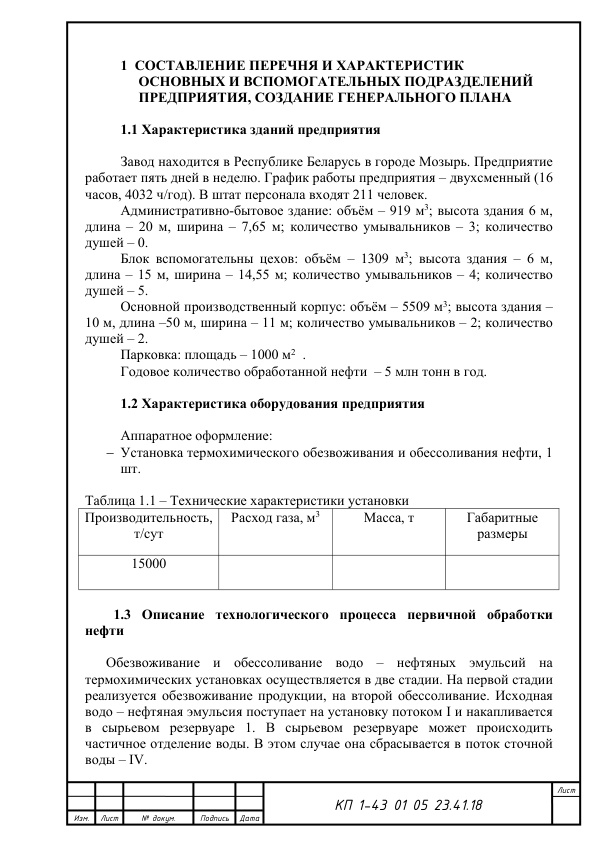 1 СОСТАВЛЕНИЕ ПЕРЕЧНЯ И ХАРАКТЕРИСТИК
ОСНОВНЫХ И ВСПОМОГАТЕЛЬНЫХ ПОДРАЗДЕЛЕНИЙ
ПРЕДПРИЯТИЯ, СОЗДАНИЕ ГЕНЕРАЛЬНОГО ПЛАНА
1.1 Характеристика зданий предприятия
Завод находится в Республике Беларусь в городе Мозырь. Предприятие
работает пять дней в неделю. График работы предприятия – двухсменный (16
часов, 4032 ч/год). В штат персонала входят 211 человек.
Административно-бытовое здание: объём – 919 м³; высота здания 6 м,
длина – 20 м, ширина – 7,65 м; количество умывальников – 3; количество
душей – 0.
Блок вспомогательны цехов: объём – 1309 м³; высота здания – 6 м,
длина – 15 м, ширина – 14,55 м; количество умывальников – 4; количество
душей – 5.
Основной производственный корпус: объём – 5509 м³; высота здания –
10 м, длина –50 м, ширина – 11 м; количество умывальников – 2; количество
душей – 2.
Парковка: площадь – 1000 м² .
Годовое количество обработанной нефти – 5 млн тонн в год.
1.2 Характеристика оборудования предприятия
Аппаратное оформление:
– Установка термохимического обезвоживания и обессоливания нефти, 1
шт.
Таблица 1.1 – Технические характеристики установки
Производительность, Расход газа, м³ Масса, т Габаритные
т/сут размеры
15000
1.3 Описание технологического процесса первичной обработки
нефти
Обезвоживание и обессоливание водо – нефтяных эмульсий на
термохимических установках осуществляется в две стадии. На первой стадии
реализуется обезвоживание продукции, на второй обессоливание. Исходная
водо – нефтяная эмульсия поступает на установку потоком I и накапливается
в сырьевом резервуаре 1. В сырьевом резервуаре может происходить
частичное отделение воды. В этом случае она сбрасывается в поток сточной
воды – IV.
Лист
КП 1-43 01 05 23.41.18
Изм. Лист № докум. Подпись Дата